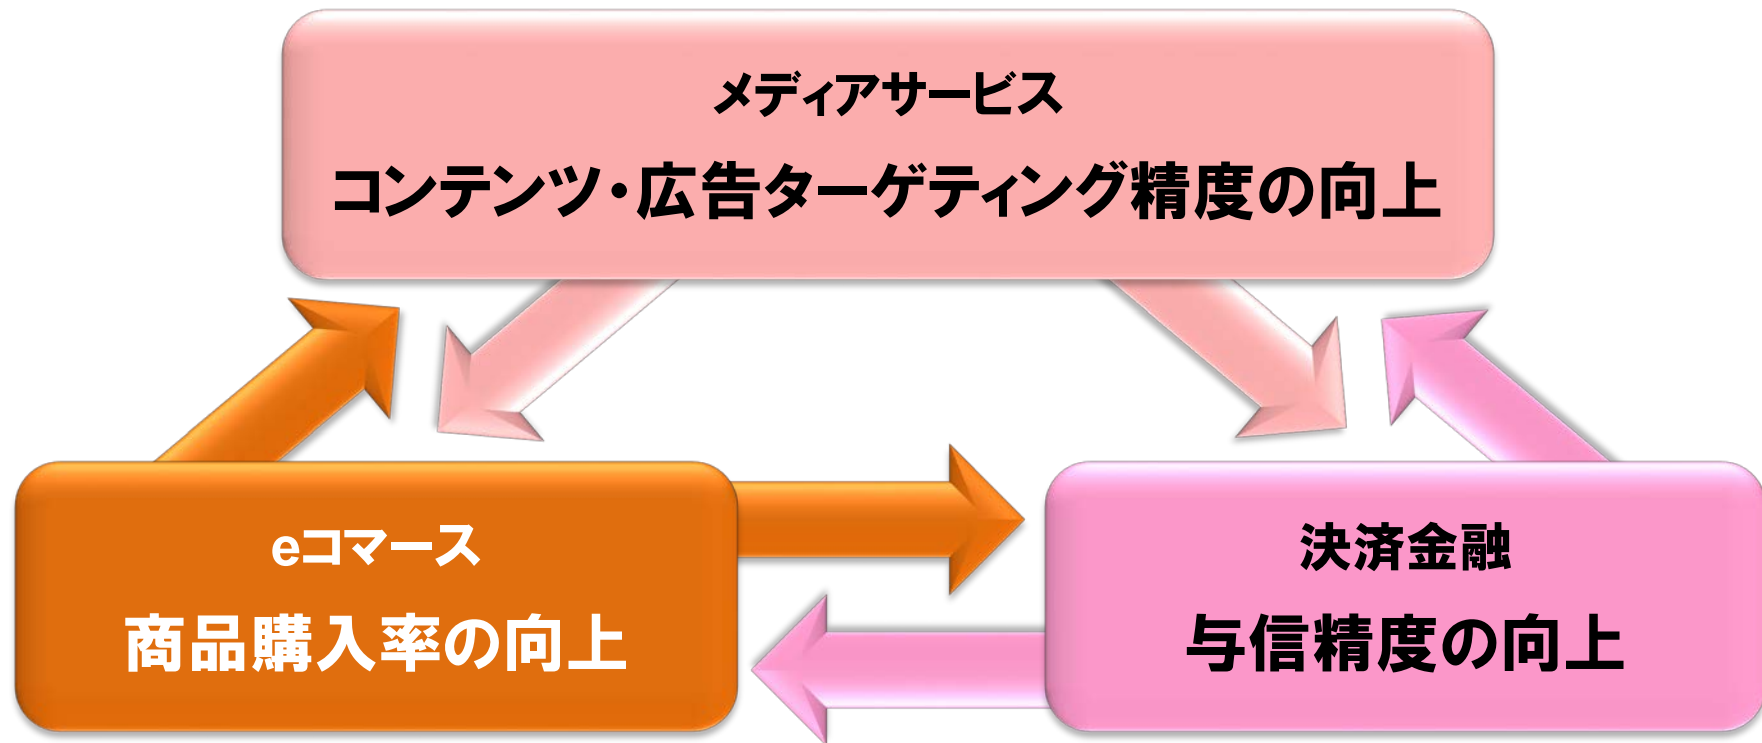 メディアサービス
コンテンツ・広告ターゲティング精度の向上
eコマース
商品購入率の向上
決済金融
与信精度の向上